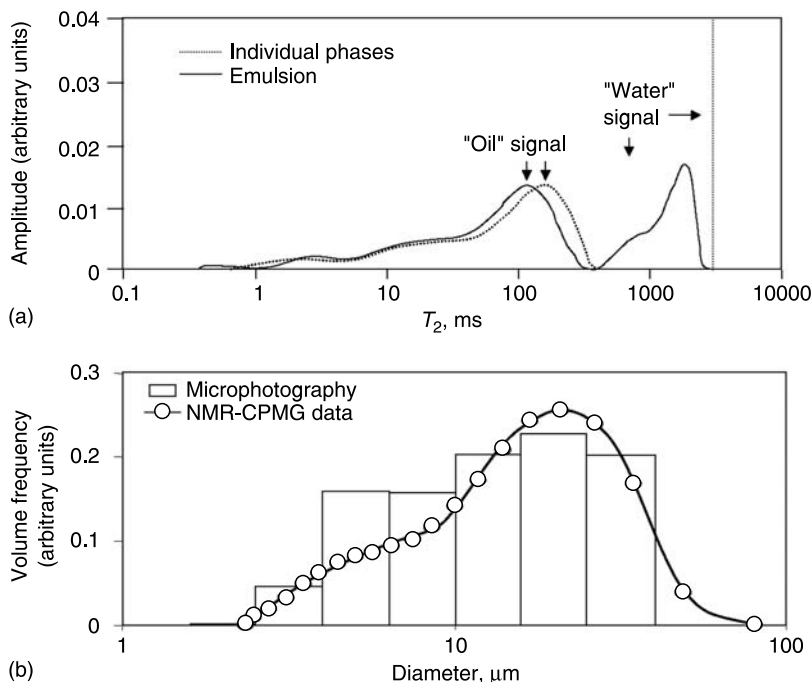 0.04
0.03
0.02
0.01
0
Amplitude (arbitrary units)
Individual phases
Emulsion
"Oil" signal
"Water"
signal
0.1
1
10
100
1000
10000
T2, ms
(a)
0.3
0.2
0.1
0
Volume frequency
(arbitrary units)
Microphotography
NMR-CPMG data
1
10
100
Diameter, μm
(b)